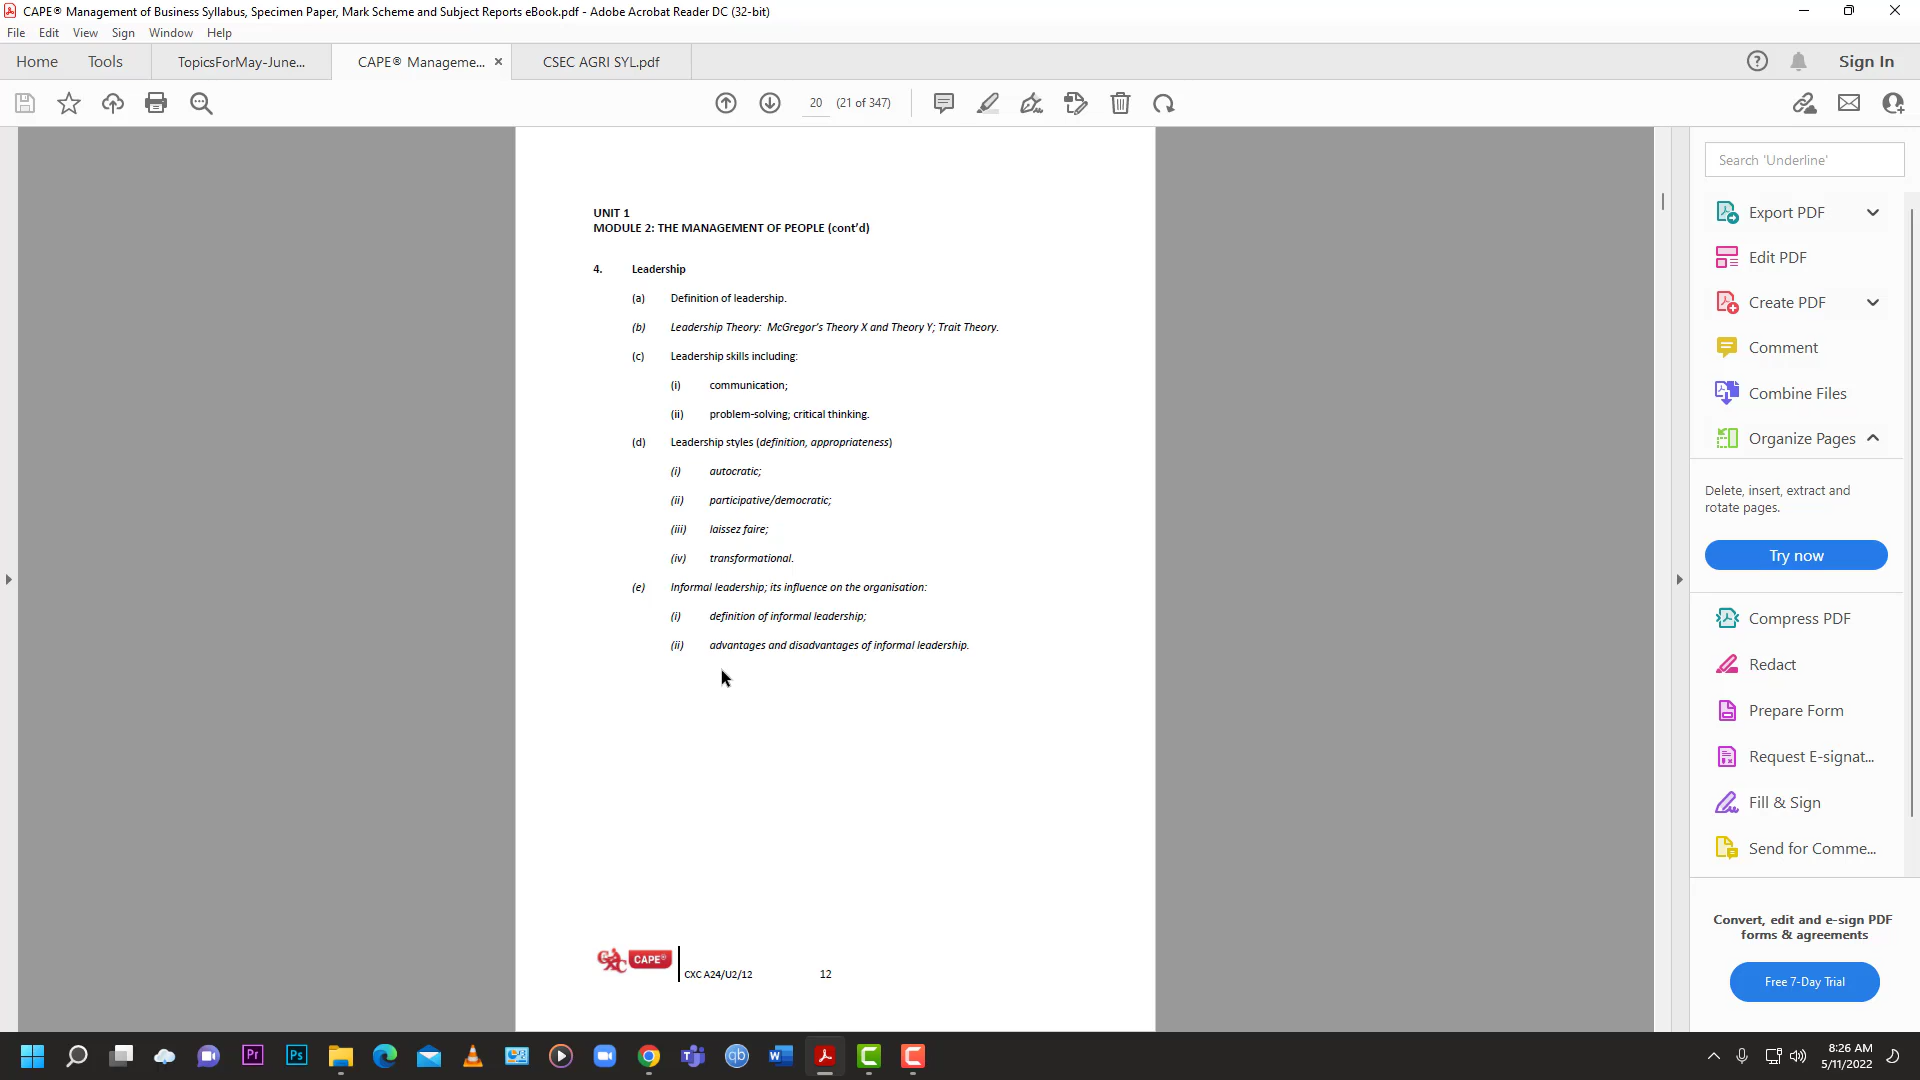 CAPE® Management of Business Syllabus, Specimen Paper, Mark Scheme and Subject Reports eBook.pdf - Adobe Acrobat Reader DC (32-bit)
File Edit View Sign Window Help
Home Tools TopicsForMay-June... CAPE® Manageme... CSEC AGRI SYL.pdf Sign In
20 (21 of 347)
Search 'Underline'
Export PDF
Edit PDF
Create PDF
Comment
Combine Files
Organize Pages
Delete, insert, extract and
rotate pages.
Try now
Compress PDF
Redact
Prepare Form
Request E-signat...
Fill & Sign
Send for Comme...
Convert, edit and e-sign PDF
forms & agreements
Free 7-Day Trial
UNIT 1
MODULE 2: THE MANAGEMENT OF PEOPLE (cont'd)
4. Leadership
(a) Definition of leadership.
(b) Leadership Theory: McGregor's Theory X and Theory Y; Trait Theory.
(c) Leadership skills including:
(i) communication;
(ii) problem-solving; critical thinking.
(d) Leadership styles (definition, appropriateness)
(i) autocratic;
(ii) participative/democratic;
(iii) laissez faire;
(iv) transformational.
(e) Informal leadership; its influence on the organisation:
(i) definition of informal leadership;
(ii) advantages and disadvantages of informal leadership.
CXC CAPE® CXC A24/U2/12 12
Pr Ps qb W
8:26 AM
5/11/2022